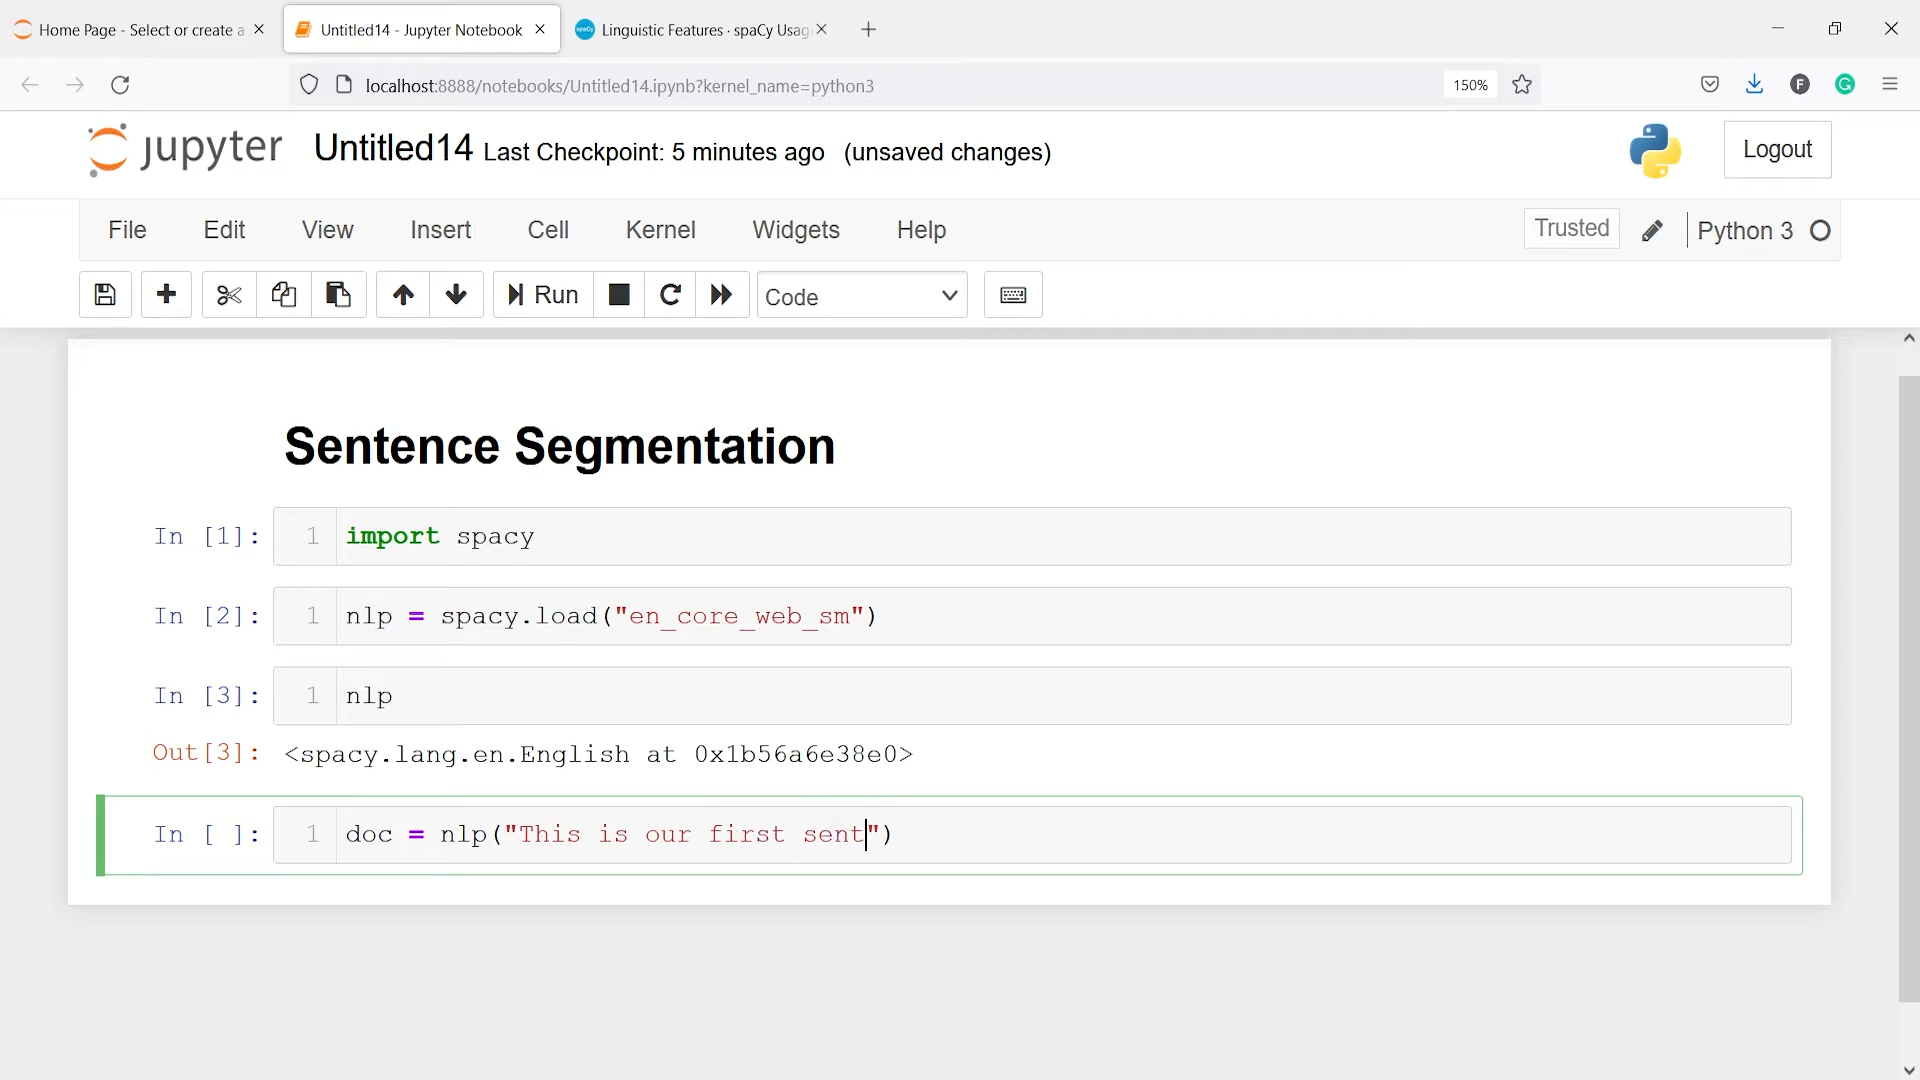 Home Page - Select or create a
Untitled14 - Jupyter Notebook
spaCy
Linguistic Features · spaCy Usag
localhost:8888/notebooks/Untitled14.ipynb?kernel_name=python3
150%
F
G
jupyter
Untitled14
Last Checkpoint: 5 minutes ago (unsaved changes)
Logout
File
Edit
View
Insert
Cell
Kernel
Widgets
Help
Trusted
Python 3
Run
Code
Sentence Segmentation
In [1]: 1 import spacy
In [2]: 1 nlp = spacy.load("en_core_web_sm")
In [3]: 1 nlp
Out[3]: <spacy.lang.en.English at 0x1b56a6e38e0>
In [ ]: 1 doc = nlp("This is our first sent")